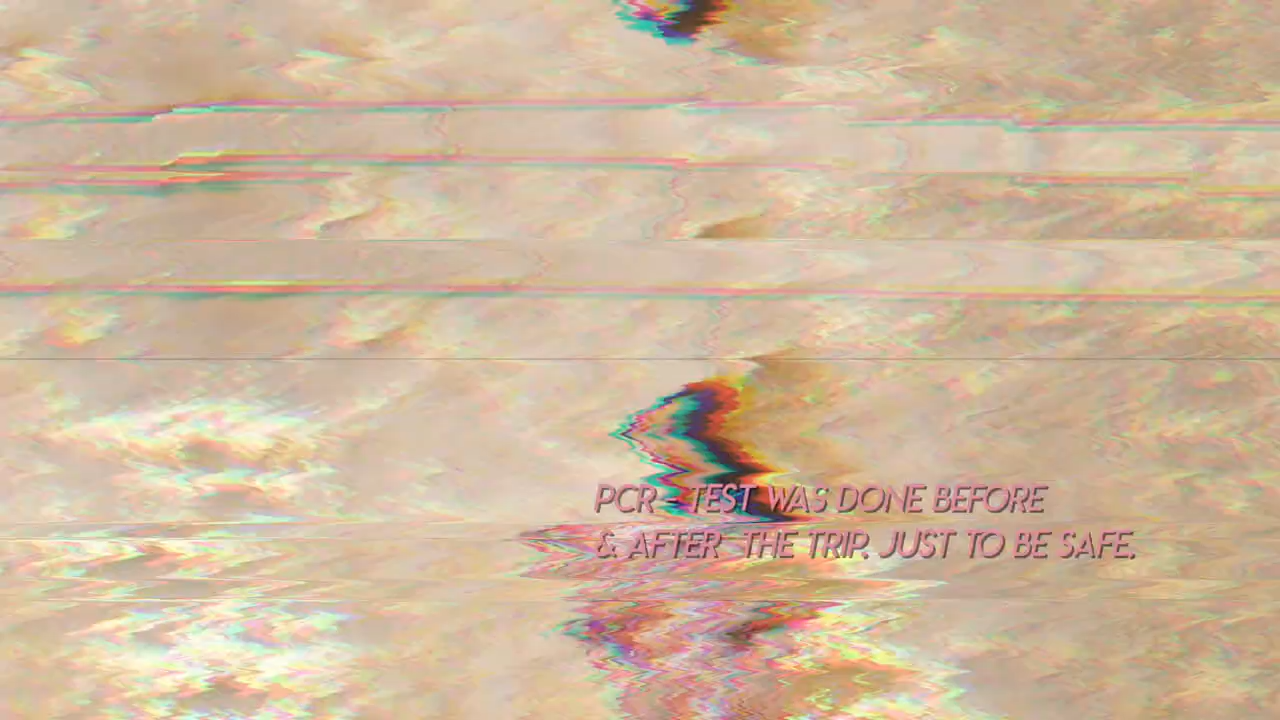 PCR - TEST WAS DONE BEFORE
& AFTER THE TRIP. JUST TO BE SAFE.